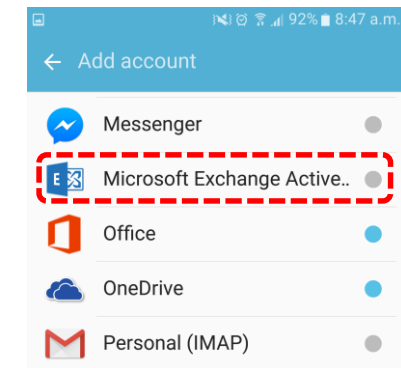 92% 8:47 a.m.
Add account
Messenger
E Microsoft Exchange Active..
Office
OneDrive
Personal (IMAP)